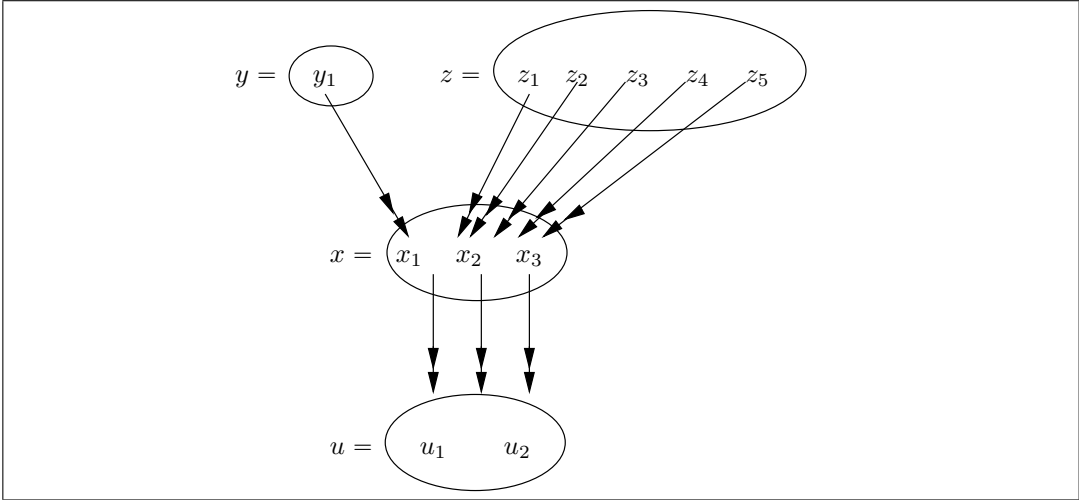 y = y₁ z = z₁ z₂ z₃ z₄ z₅
x = x₁ x₂ x₃
u = u₁ u₂